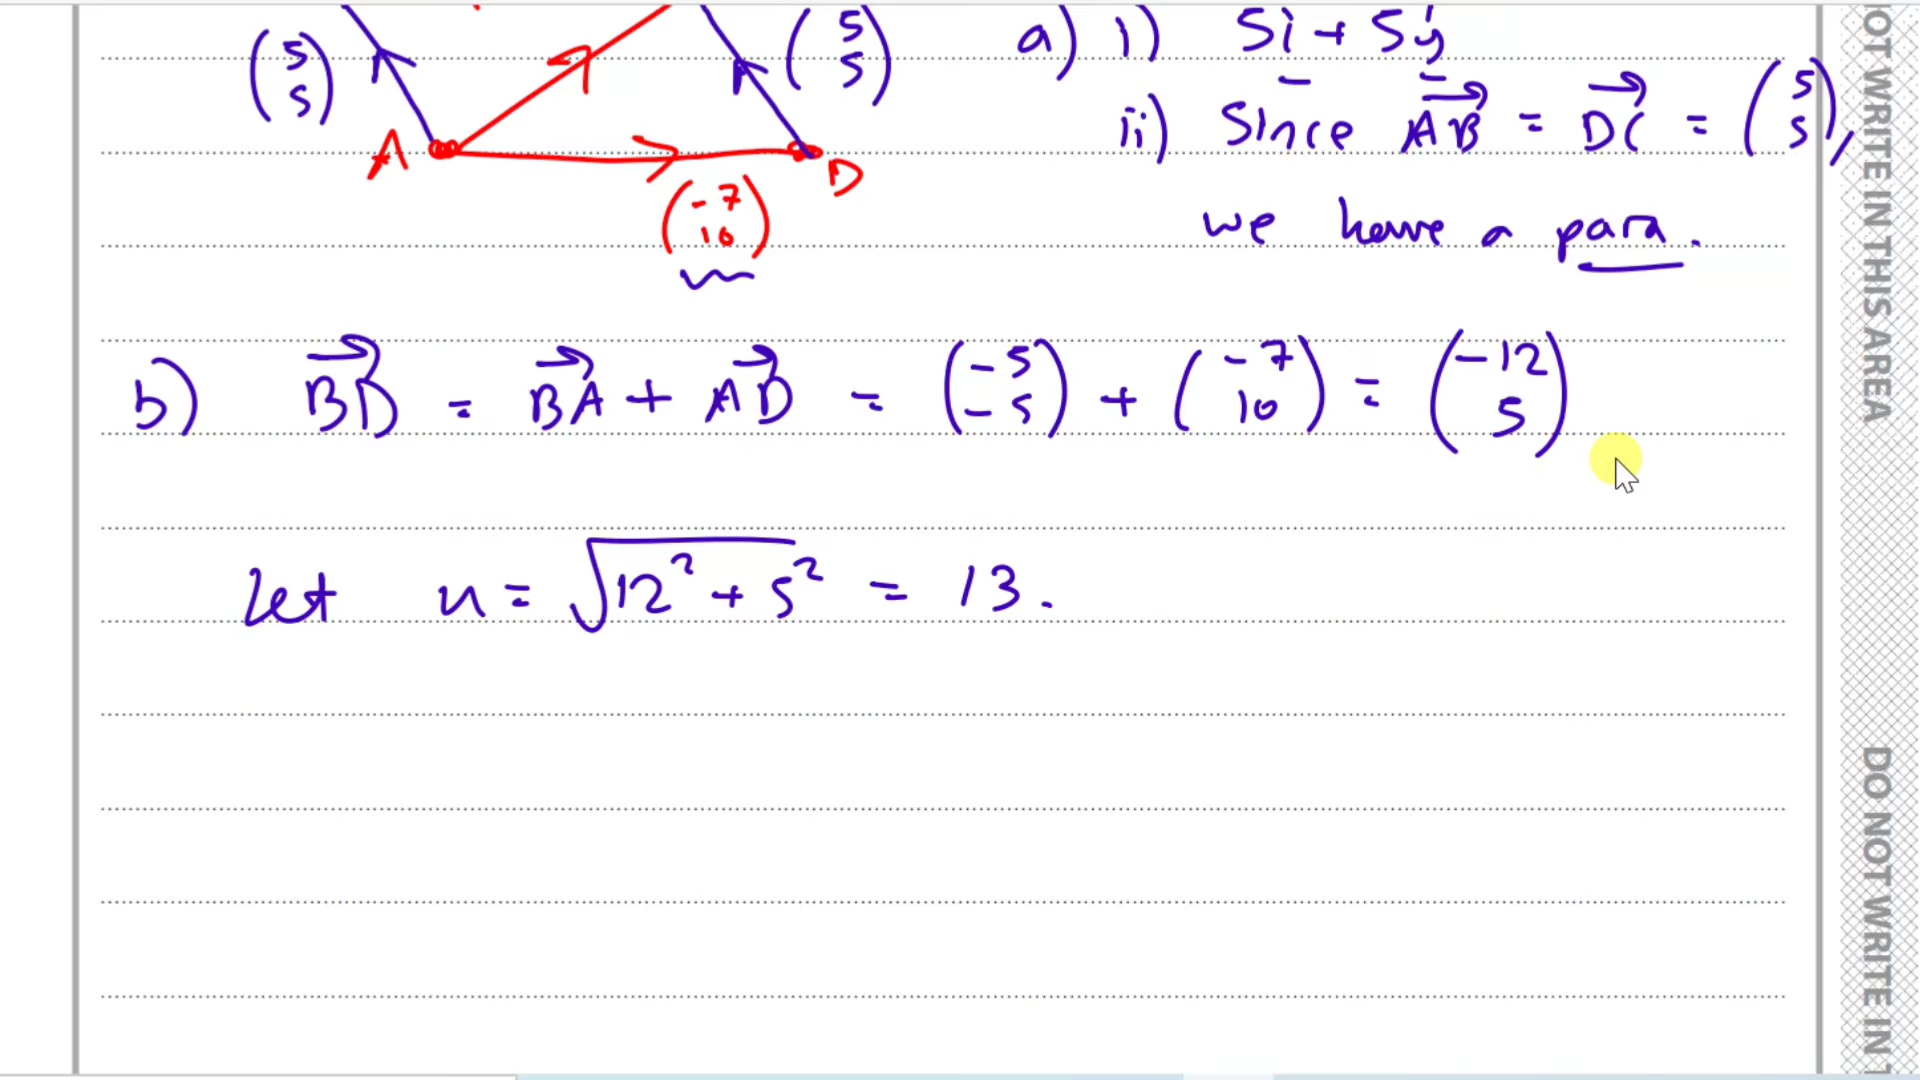 (5 5) (5 5) a) i) 5i + 5j
A D ii) Since AB = DC = (5 5),
(-7 10) we have a para.
b) BD = BA + AD = (-5 -5) + (-7 10) = (-12 5)
Let u = √12² + 5² = 13.
NOT WRITE IN THIS AREA
DO NOT WRITE IN T